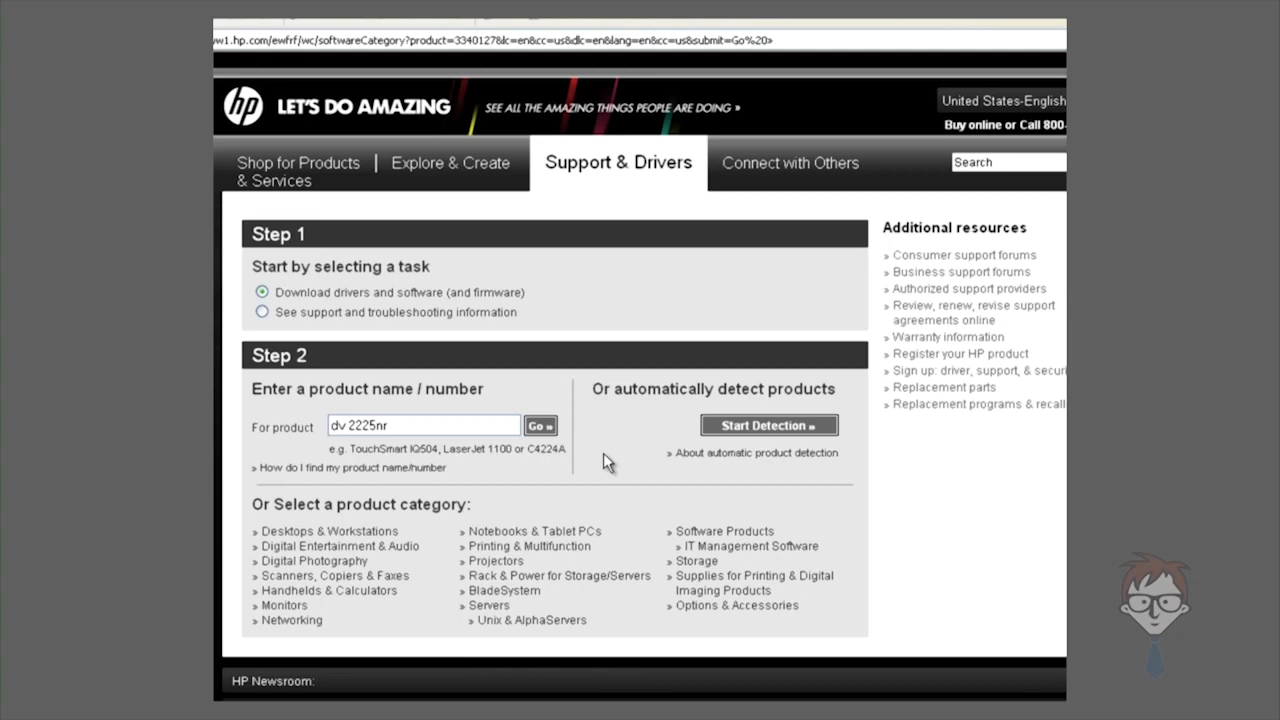 ww1.hp.com/ewfrf/wc/softwareCategory?product=3340127&lc=en&cc=us&dlc=en&lang=en&cc=us&submit=Go%20»
hp LET'S DO AMAZING SEE ALL THE AMAZING THINGS PEOPLE ARE DOING »
United States-English
Buy online or Call 800-
Shop for Products & Services | Explore & Create Support & Drivers Connect with Others Search
Step 1
Start by selecting a task
Download drivers and software (and firmware)
See support and troubleshooting information
Step 2
Enter a product name / number
For product dv 2225nr Go »
e.g. TouchSmart IQ504, LaserJet 1100 or C4224A
» How do I find my product name/number
Or automatically detect products
Start Detection »
» About automatic product detection
Or Select a product category:
» Desktops & Workstations
» Digital Entertainment & Audio
» Digital Photography
» Scanners, Copiers & Faxes
» Handhelds & Calculators
» Monitors
» Networking
» Notebooks & Tablet PCs
» Printing & Multifunction
» Projectors
» Rack & Power for Storage/Servers
» BladeSystem
» Servers
» Unix & AlphaServers
» Software Products
» IT Management Software
» Storage
» Supplies for Printing & Digital
Imaging Products
» Options & Accessories
Additional resources
» Consumer support forums
» Business support forums
» Authorized support providers
» Review, renew, revise support
agreements online
» Warranty information
» Register your HP product
» Sign up: driver, support, & securi
» Replacement parts
» Replacement programs & recall
HP Newsroom: